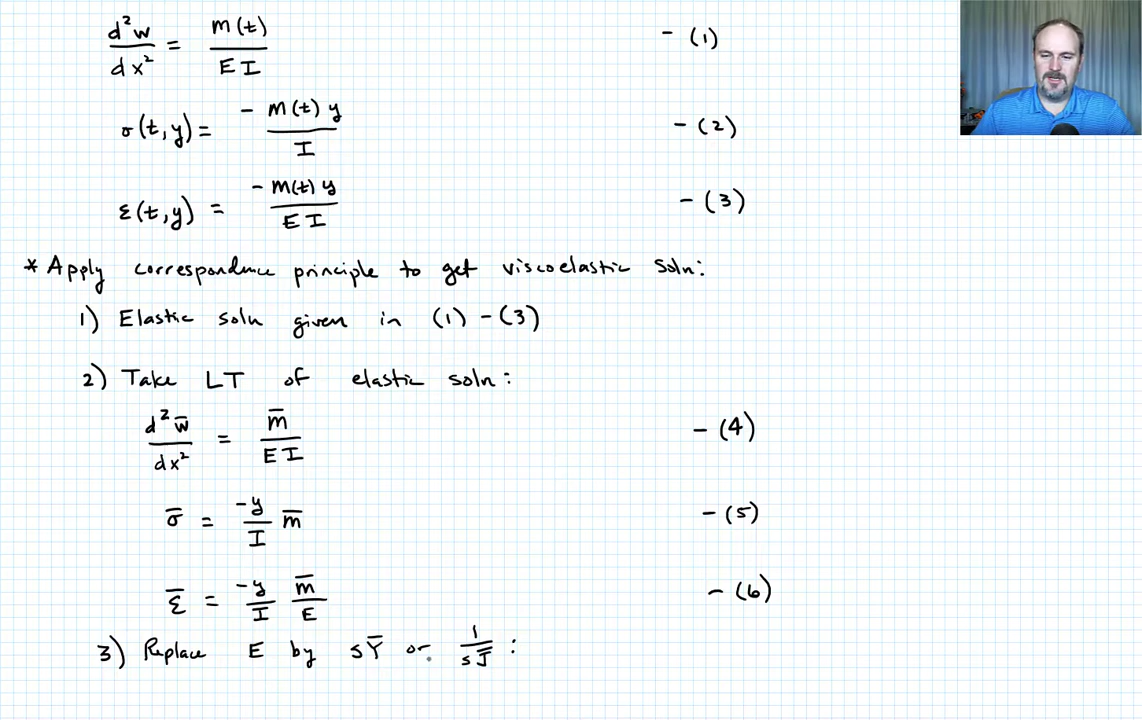 d²w/dx² = m(t)/EI - (1)
σ(t,y) = -m(t)y/I - (2)
ε(t,y) = -m(t)y/EI - (3)
* Apply correspondence principle to get viscoelastic soln:
1) Elastic soln given in (1) - (3)
2) Take LT of elastic soln:
d²w̅/dx² = m̅/EI - (4)
σ̅ = -y/I m̅ - (5)
ε̅ = -y/I m̅/E - (6)
3) Replace E by sY̅ or 1/sJ̅ :